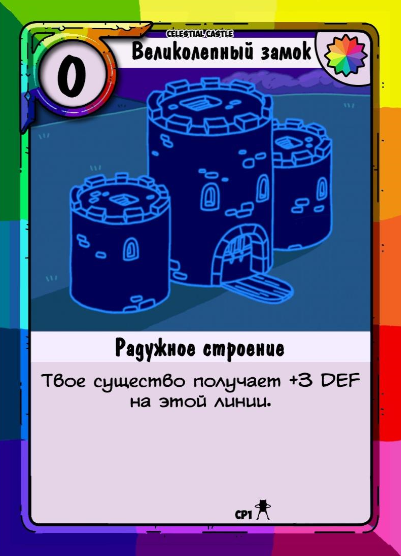 CELESTIAL CASTLE
Великолепный замок
0
Радужное строение
Твое существо получает +3 DEF
на этой линии.
CP1